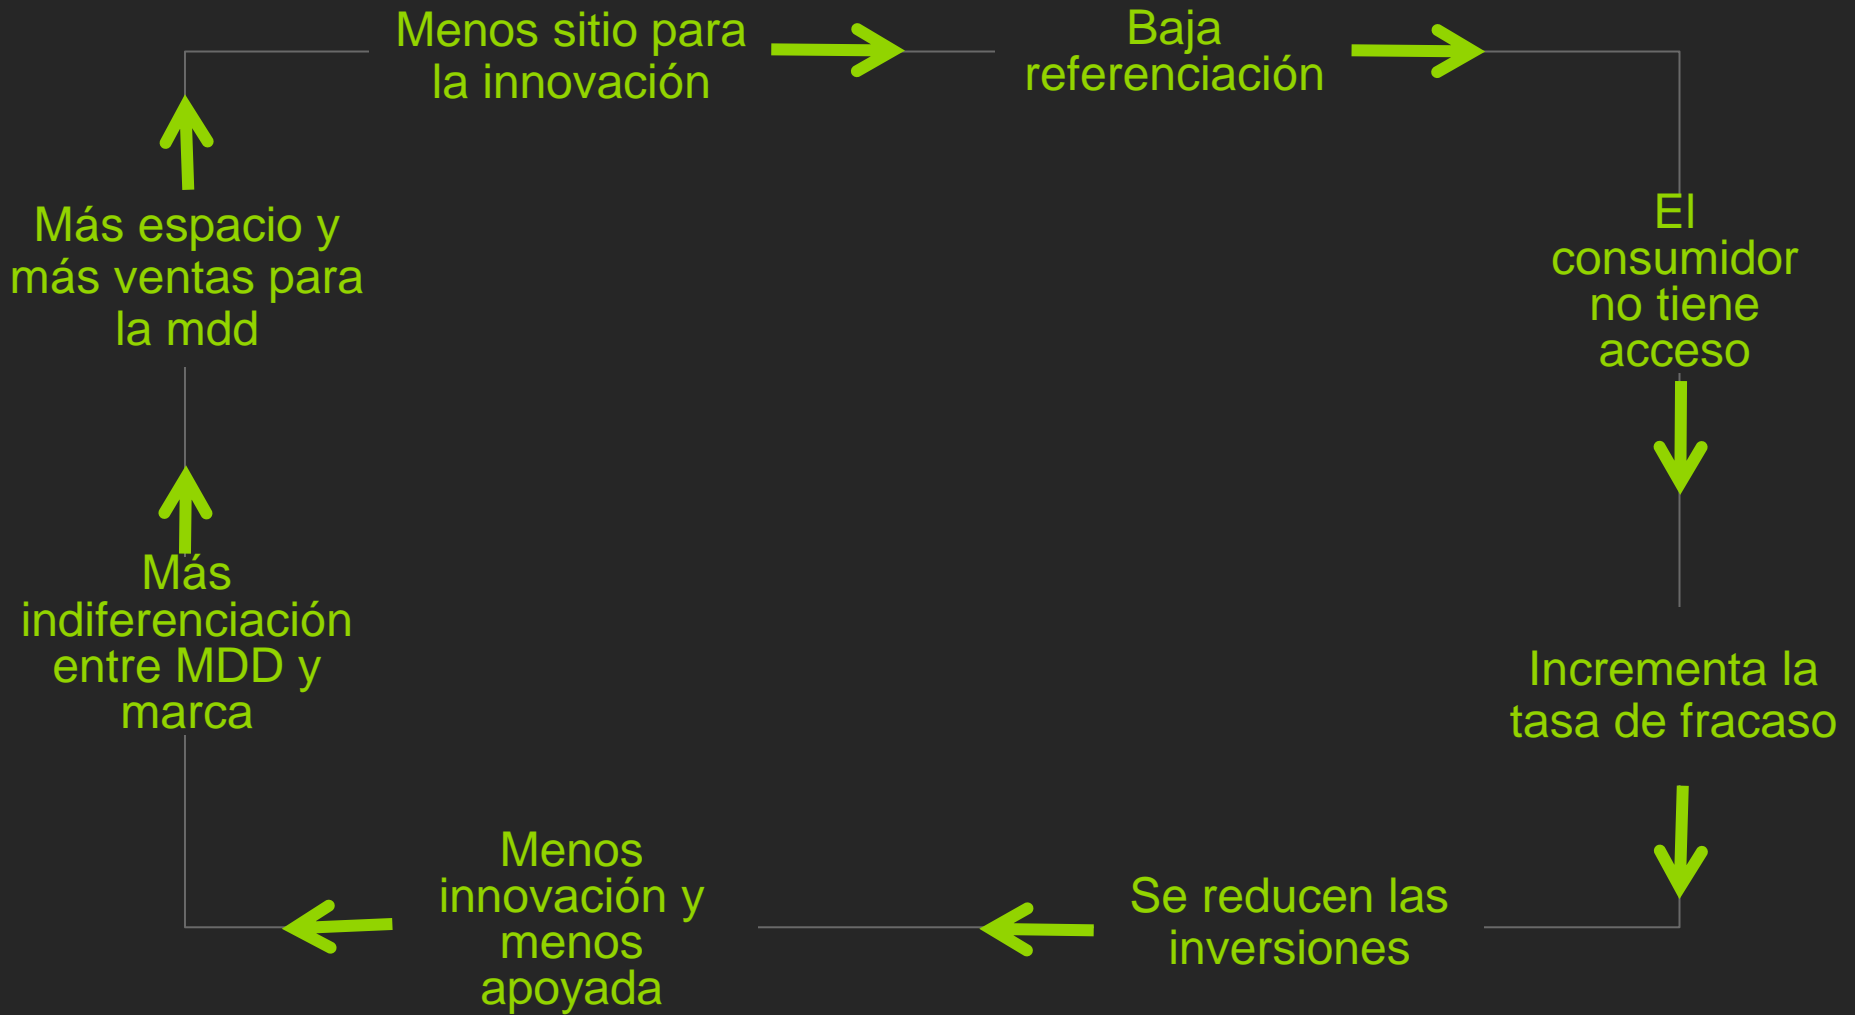 Menos sitio para
la innovación
Baja
referenciación
El
consumidor
no tiene
acceso
Incrementa la
tasa de fracaso
Se reducen las
inversiones
Menos
innovación y
menos
apoyada
Más
indiferenciación
entre MDD y
marca
Más espacio y
más ventas para
la mdd